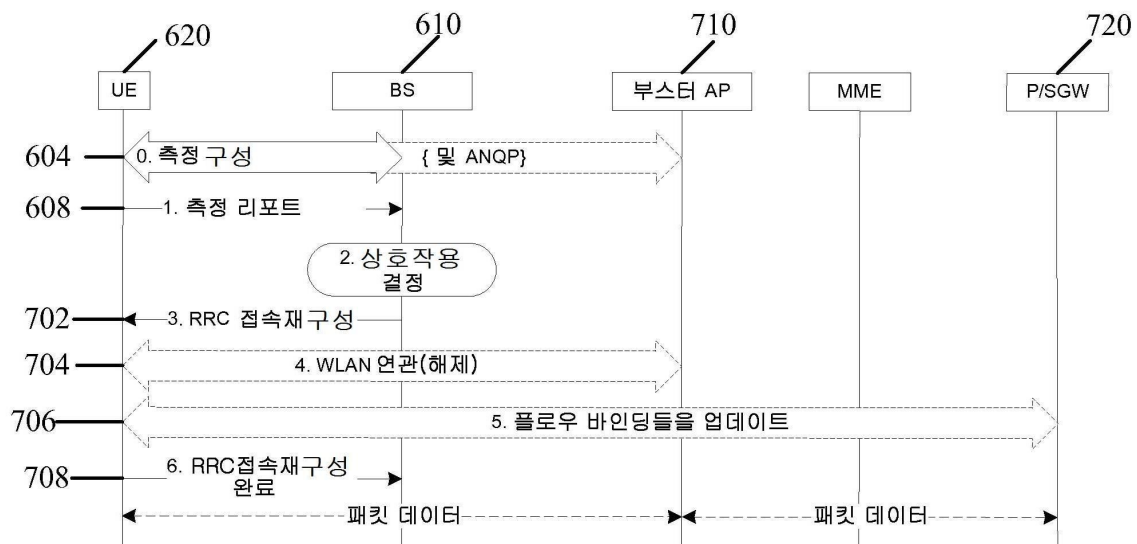 620
610
710
720
UE
BS
부스터 AP
MME
P/SGW
604
0. 측정 구성
{ 및 ANQP}
608
1. 측정 리포트
2. 상호작용
결정
702
3. RRC 접속재구성
704
4. WLAN 연관(해제)
706
5. 플로우 바인딩들을 업데이트
708
6. RRC접속재구성
완료
패킷 데이터
패킷 데이터